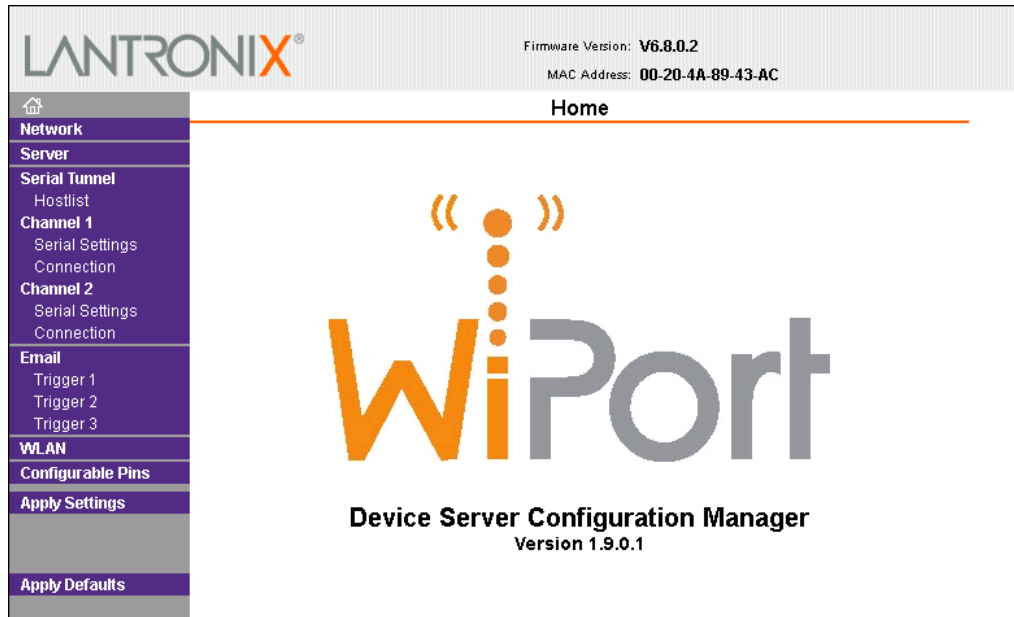 LANTRONIX®
Firmware Version: V6.8.0.2
MAC Address: 00-20-4A-89-43-AC
Home
Network
Server
Serial Tunnel
Hostlist
Channel 1
Serial Settings
Connection
Channel 2
Serial Settings
Connection
Email
Trigger 1
Trigger 2
Trigger 3
WLAN
Configurable Pins
Apply Settings
Apply Defaults
WiPort
Device Server Configuration Manager
Version 1.9.0.1